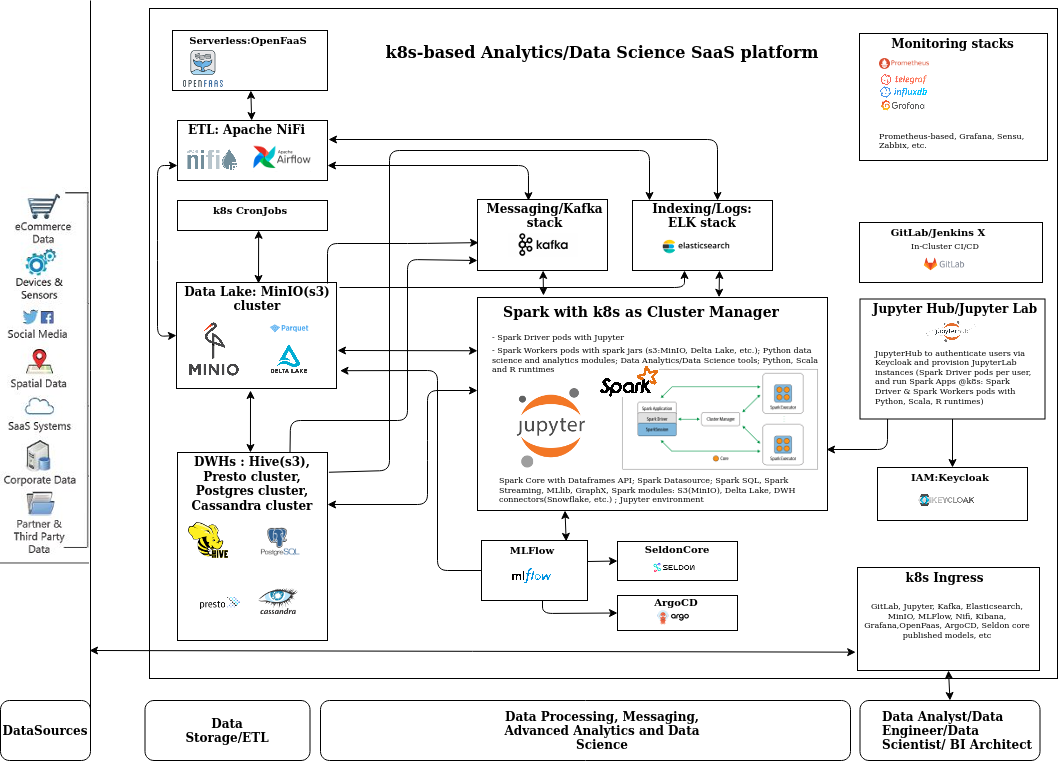 k8s-based Analytics/Data Science SaaS platform
Serverless:OpenFaaS
OPENFAAS
ETL: Apache NiFi
nifi
Apache
Airflow
k8s CronJobs
Data Lake: MinIO(s3)
cluster
MINIO
Parquet
DELTA LAKE
DWHs : Hive(s3),
Presto cluster,
Postgres cluster,
Cassandra cluster
HIVE
PostgreSQL
presto
cassandra
eCommerce
Data
Devices &
Sensors
Social Media
Spatial Data
SaaS Systems
Corporate Data
Partner &
Third Party
Data
Messaging/Kafka
stack
kafka
Indexing/Logs:
ELK stack
elasticsearch
Spark with k8s as Cluster Manager
- Spark Driver pods with Jupyter
- Spark Workers pods with spark jars (s3:MinIO, Delta Lake, etc.); Python data
science and analytics modules; Data Analytics/Data Science tools; Python, Scala
and R runtimes
jupyter
Spark
Spark Application
Spark Driver
SparkSession
Cluster Manager
Spark Executor
Spark Executor
Core
Spark Core with Dataframes API; Spark Datasource; Spark SQL, Spark
Streaming, MLlib, GraphX, Spark modules: S3(MinIO), Delta Lake, DWH
connectors(Snowflake, etc.) ; Jupyter environment
MLFlow
mlflow
SeldonCore
SELDON
ArgoCD
argo
Monitoring stacks
Prometheus
telegraf
influxdb
Grafana
Prometheus-based, Grafana, Sensu,
Zabbix, etc.
GitLab/Jenkins X
In-Cluster CI/CD
GitLab
Jupyter Hub/Jupyter Lab
JupyterHub to authenticate users via
Keycloak and provision JupyterLab
instances (Spark Driver pods per user,
and run Spark Apps @k8s: Spark
Driver & Spark Workers pods with
Python, Scala, R runtimes)
IAM:Keycloak
KEYCLOAK
k8s Ingress
GitLab, Jupyter, Kafka, Elasticsearch,
MinIO, MLFlow, Nifi, Kibana,
Grafana,OpenFaas, ArgoCD, Seldon core
published models, etc
DataSources
Data
Storage/ETL
Data Processing, Messaging,
Advanced Analytics and Data
Science
Data Analyst/Data
Engineer/Data
Scientist/ BI Architect